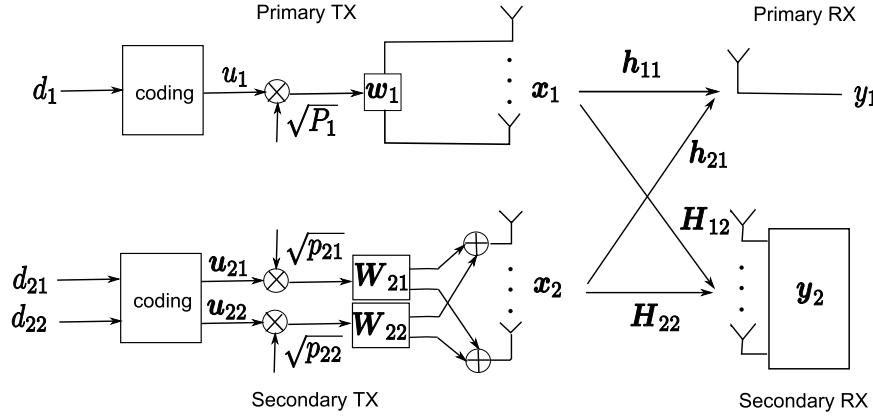 Primary TX
Primary RX
d₁ coding u₁ √P₁ w₁ x₁ h₁₁ y₁
h₂₁
H₁₂
d₂₁ coding u₂₁ √p₂₁ W₂₁ x₂ y₂
d₂₂ u₂₂ √p₂₂ W₂₂ H₂₂
Secondary TX
Secondary RX